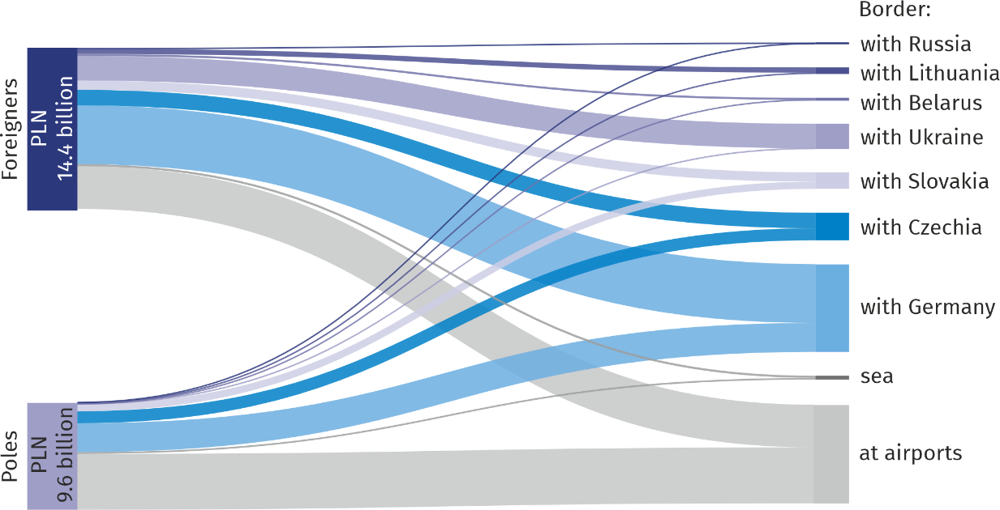 Border:
with Russia
with Lithuania
with Belarus
with Ukraine
with Slovakia
with Czechia
with Germany
sea
at airports
Foreigners
PLN
14.4 billion
Poles
PLN
9.6 billion